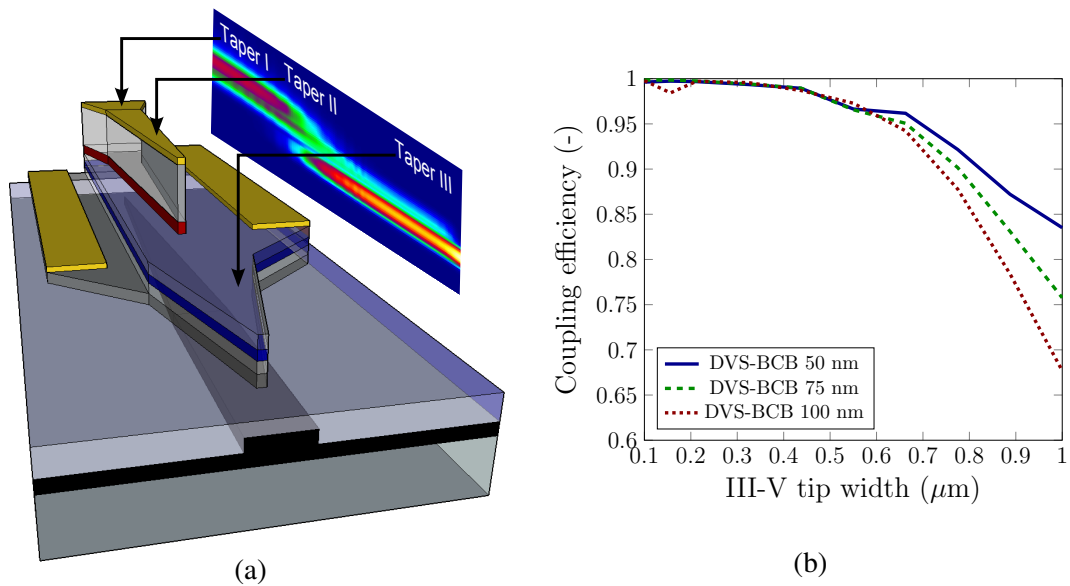 Taper I
Taper II
Taper III
(a)
Coupling efficiency (-)
1
0.95
0.9
0.85
0.8
0.75
0.7
0.65
0.6
DVS-BCB 50 nm
DVS-BCB 75 nm
DVS-BCB 100 nm
0.1 0.2 0.3 0.4 0.5 0.6 0.7 0.8 0.9 1
III-V tip width (μm)
(b)